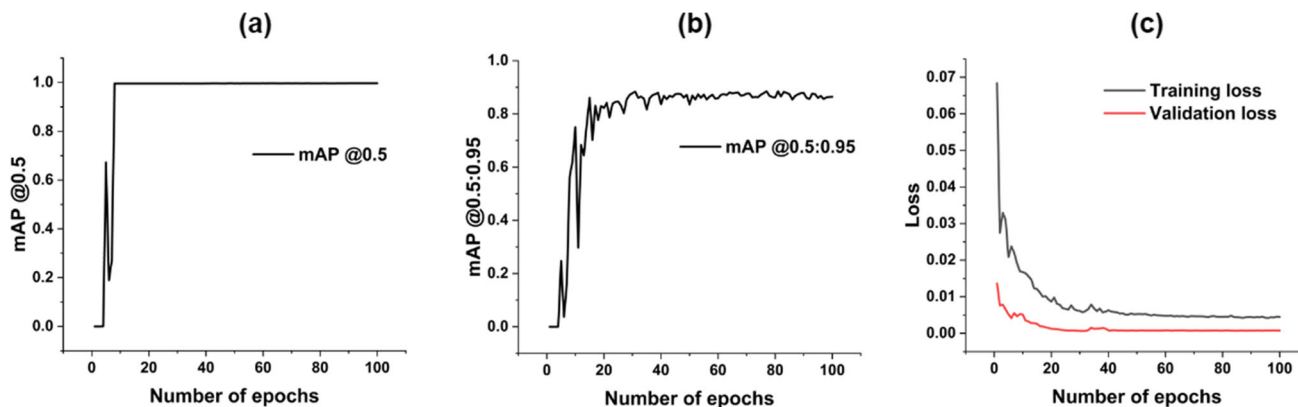 (a)
mAP @0.5
1.0
0.8
0.6
0.4
0.2
0.0
mAP @0.5
0 20 40 60 80 100
Number of epochs
(b)
mAP @0.5:0.95
1.0
0.8
0.6
0.4
0.2
0.0
mAP @0.5:0.95
0 20 40 60 80 100
Number of epochs
(c)
Loss
0.07
0.06
0.05
0.04
0.03
0.02
0.01
0.00
Training loss
Validation loss
0 20 40 60 80 100
Number of epochs